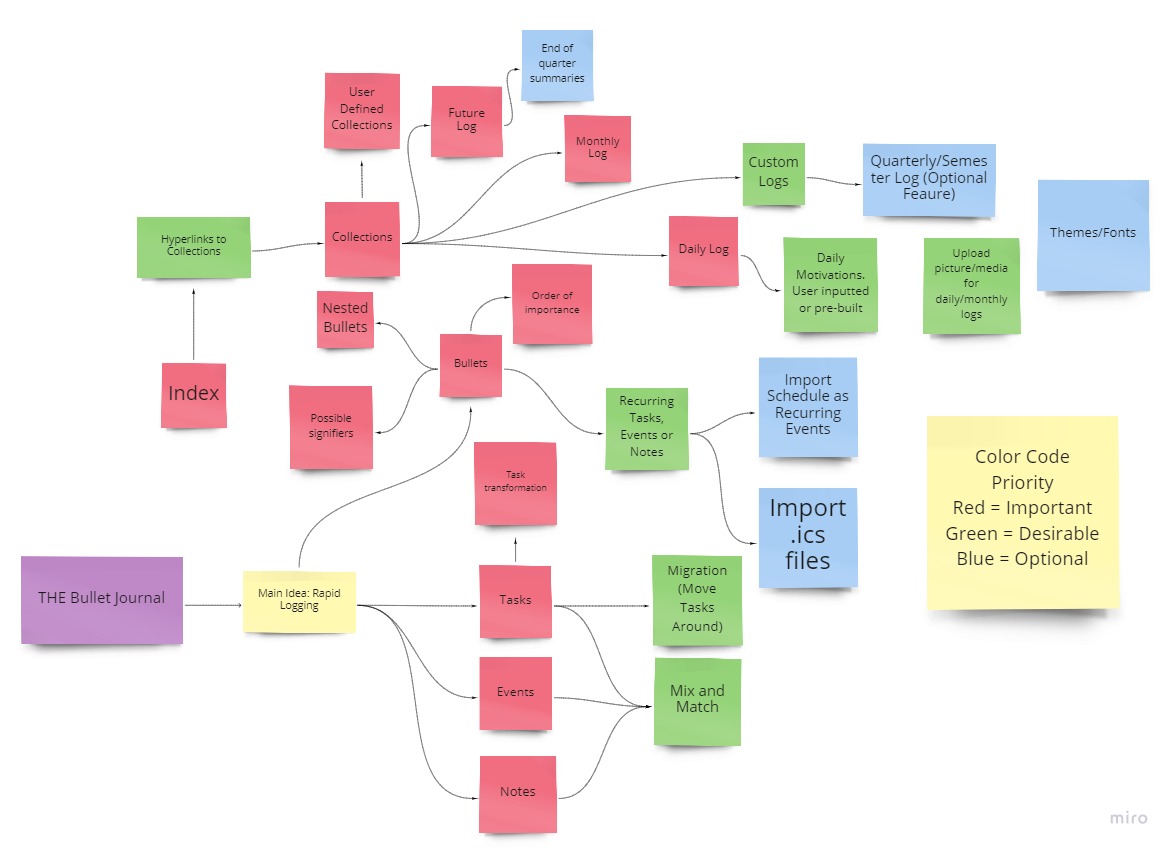 End of
quarter
summaries
User
Defined
Collections
Future
Log
Monthly
Log
Custom
Logs
Quarterly/Semes
ter Log (Optional
Feaure)
Themes/Fonts
Hyperlinks to
Collections
Collections
Daily Log
Daily
Motivations.
User inputted
or pre-built
Upload
picture/media
for
daily/monthly
logs
Nested
Bullets
Order of
importance
Bullets
Index
Possible
signifiers
Recurring
Tasks,
Events or
Notes
Import
Schedule as
Recurring
Events
Task
transformation
Import
.ics
files
Color Code
Priority
Red = Important
Green = Desirable
Blue = Optional
THE Bullet Journal
Main Idea: Rapid
Logging
Tasks
Migration
(Move
Tasks
Around)
Events
Mix and
Match
Notes
miro